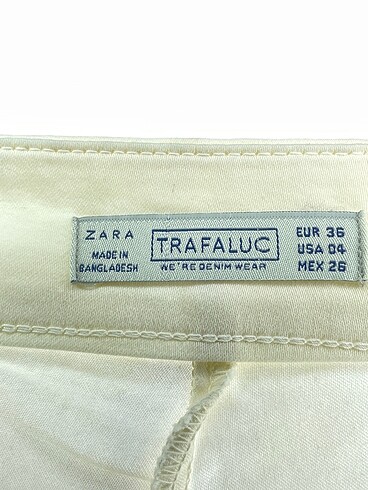 ZARA
MADE IN
BANGLADESH
TRAFALUC
WE'RE DENIM WEAR
EUR 36
USA 04
MEX 26